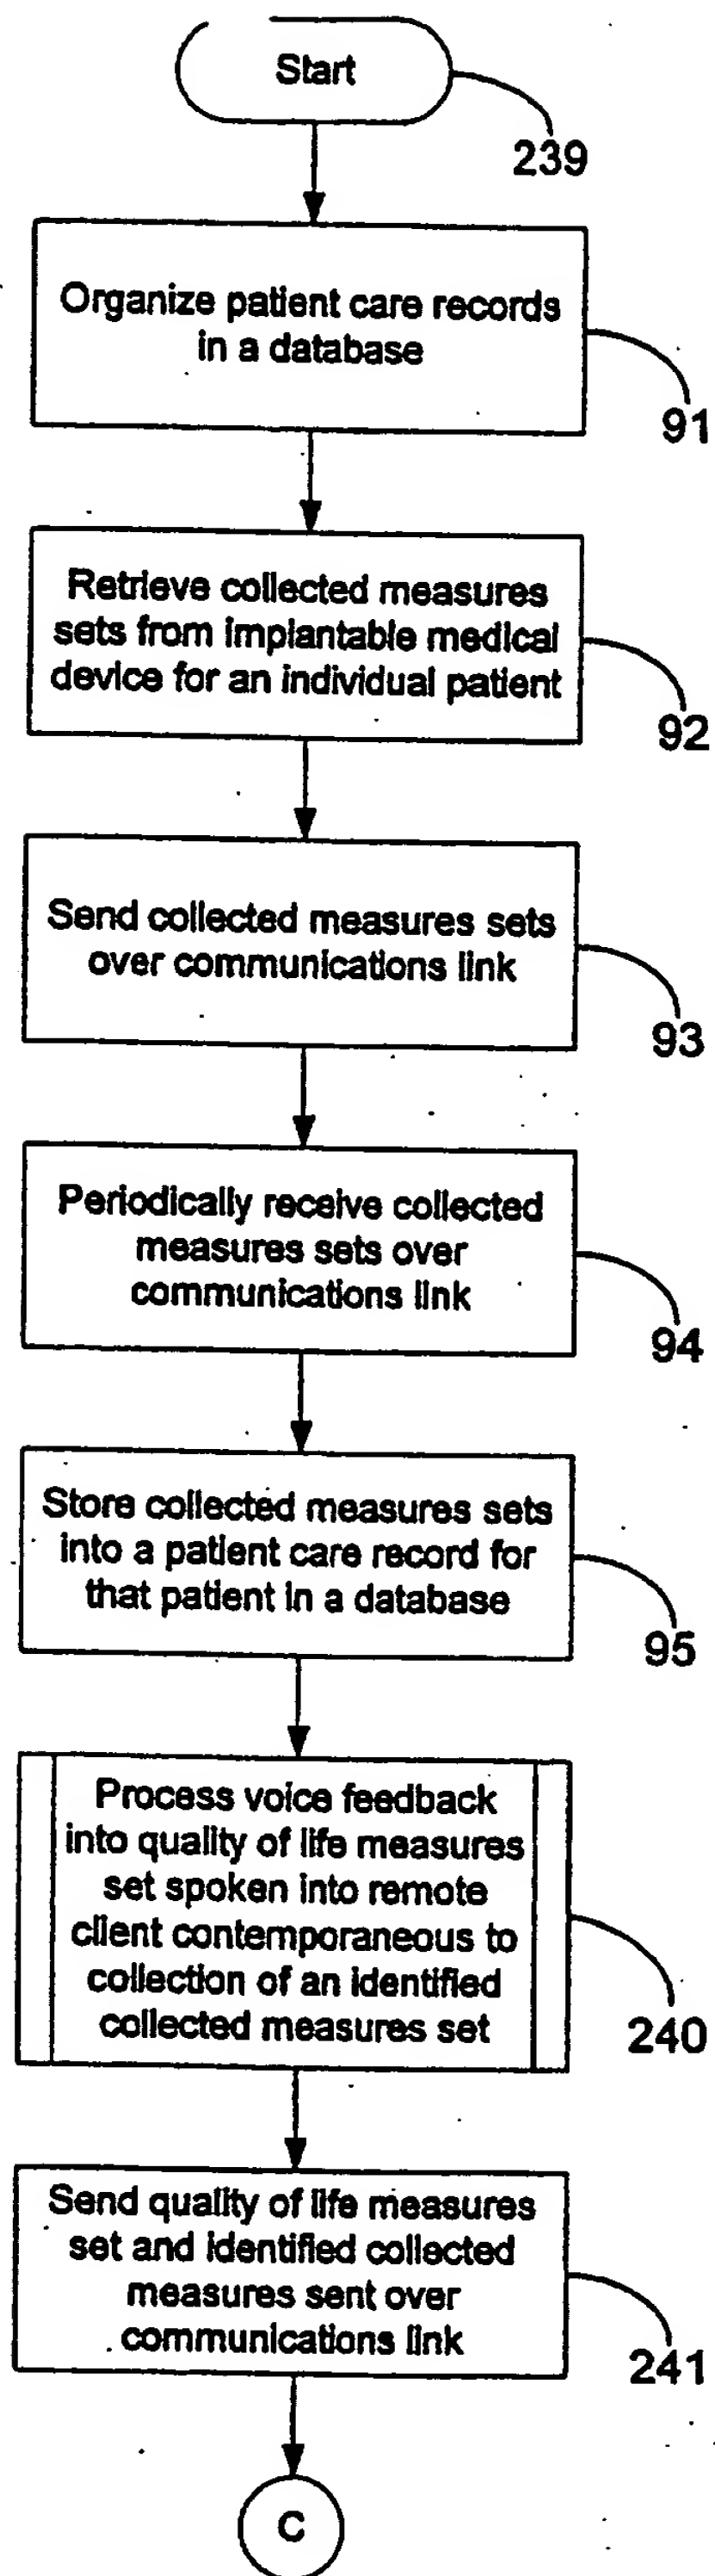 Start
239
Organize patient care records
in a database
91
Retrieve collected measures
sets from implantable medical
device for an individual patient
92
Send collected measures sets
over communications link
93
Periodically receive collected
measures sets over
communications link
94
Store collected measures sets
into a patient care record for
that patient in a database
95
Process voice feedback
into quality of life measures
set spoken into remote
client contemporaneous to
collection of an identified
collected measures set
240
Send quality of life measures
set and identified collected
measures sent over
communications link
241
C